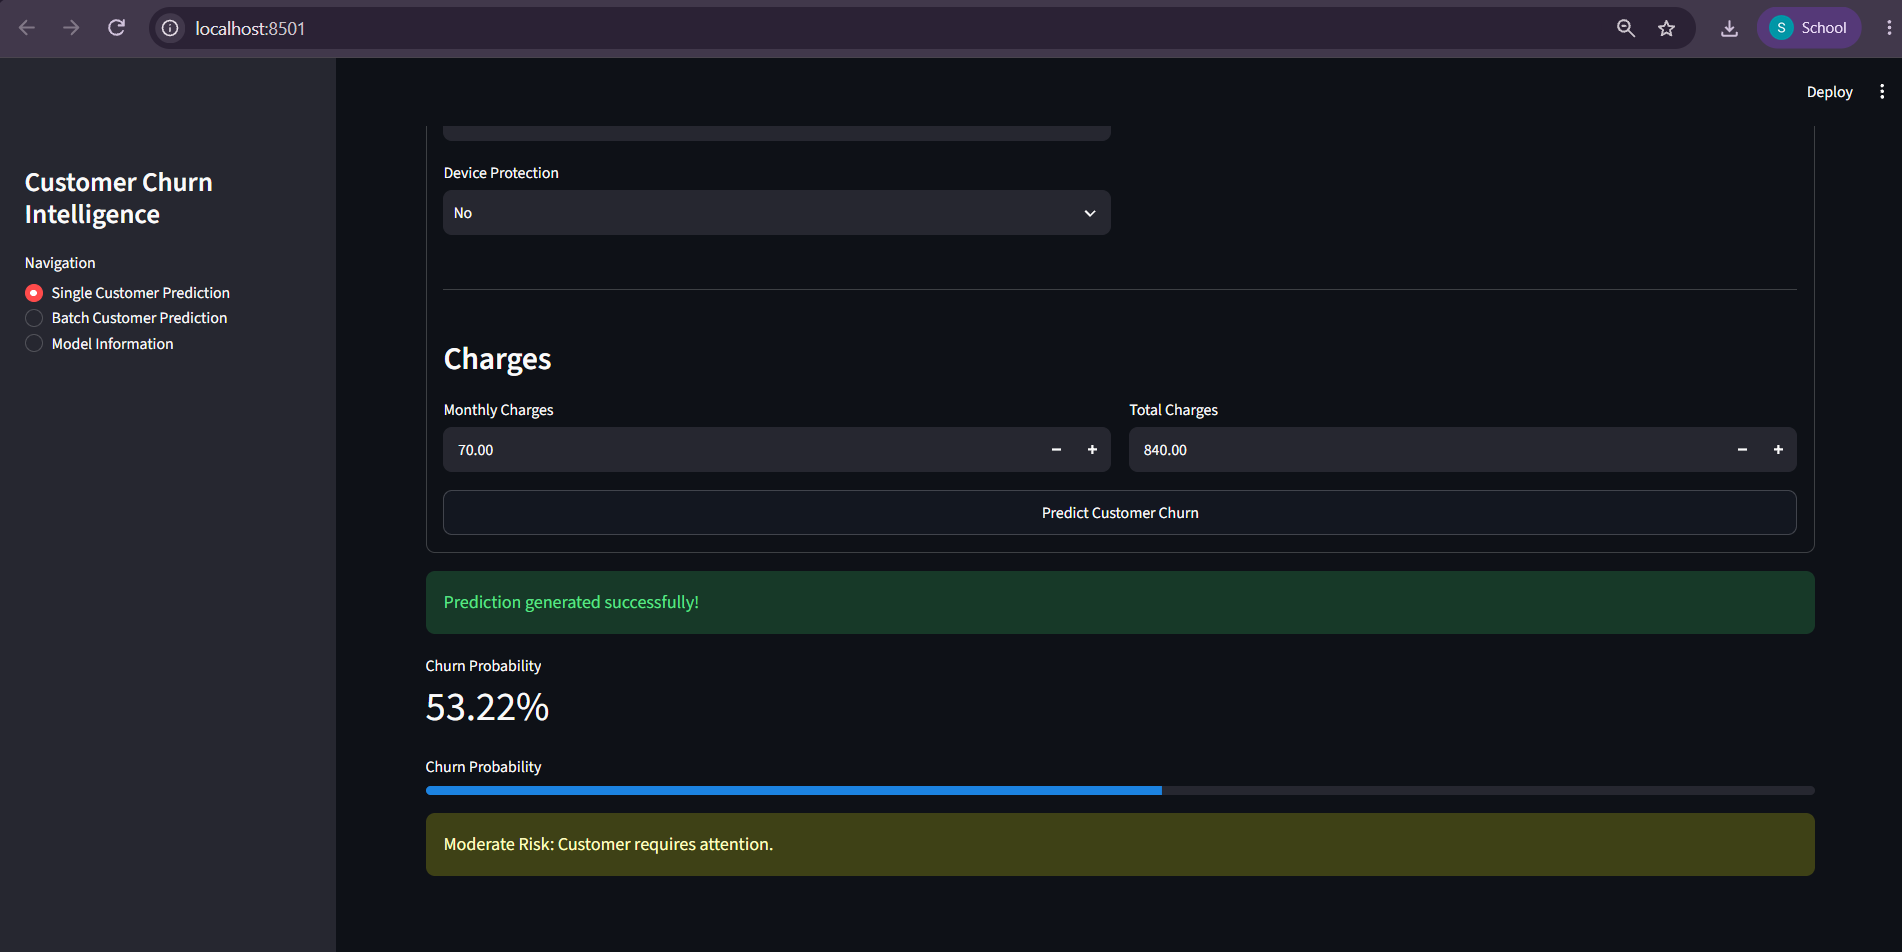 localhost:8501
S School
Deploy
Customer Churn
Intelligence
Navigation
Single Customer Prediction
Batch Customer Prediction
Model Information
Device Protection
No
Charges
Monthly Charges
Total Charges
70.00
840.00
Predict Customer Churn
Prediction generated successfully!
Churn Probability
53.22%
Churn Probability
Moderate Risk: Customer requires attention.